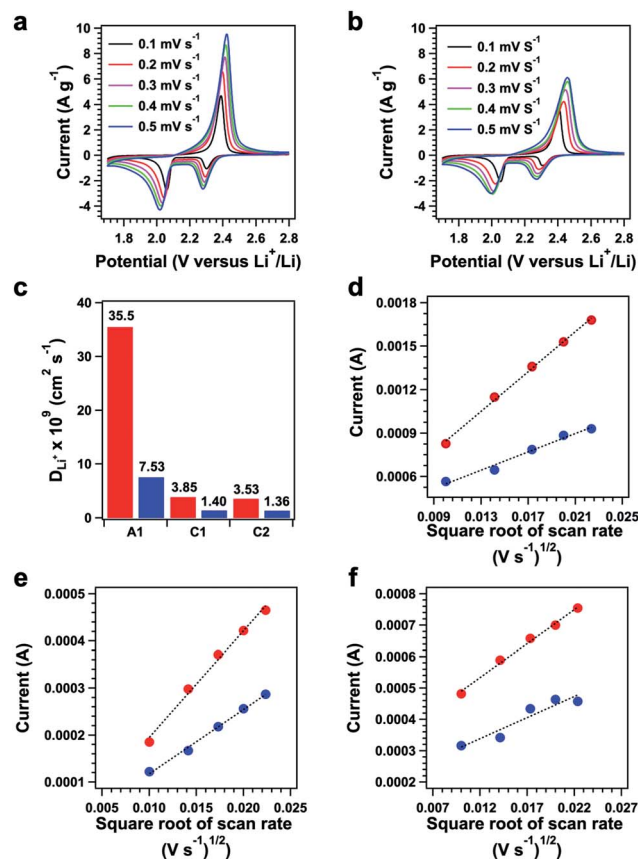 a
Current (A g⁻¹)
10
8
6
4
2
0
-2
-4
0.1 mV s⁻¹
0.2 mV s⁻¹
0.3 mV s⁻¹
0.4 mV s⁻¹
0.5 mV s⁻¹
1.8 2.0 2.2 2.4 2.6 2.8
Potential (V versus Li⁺/Li)
b
Current (A g⁻¹)
10
8
6
4
2
0
-2
-4
0.1 mV S⁻¹
0.2 mV S⁻¹
0.3 mV S⁻¹
0.4 mV S⁻¹
0.5 mV S⁻¹
1.8 2.0 2.2 2.4 2.6 2.8
Potential (V versus Li⁺/Li)
c
D_Li⁺ x 10⁹ (cm² s⁻¹)
40
30
20
10
0
35.5
7.53
3.85
1.40
3.53
1.36
A1 C1 C2
d
Current (A)
0.0018
0.0015
0.0012
0.0009
0.0006
0.009 0.013 0.017 0.021 0.025
Square root of scan rate
(V s⁻¹)¹/²
e
Current (A)
0.0005
0.0004
0.0003
0.0002
0.0001
0.005 0.010 0.015 0.020 0.025
Square root of scan rate
(V s⁻¹)¹/²
f
Current (A)
0.0008
0.0007
0.0006
0.0005
0.0004
0.0003
0.0002
0.007 0.012 0.017 0.022 0.027
Square root of scan rate
(V s⁻¹)¹/²